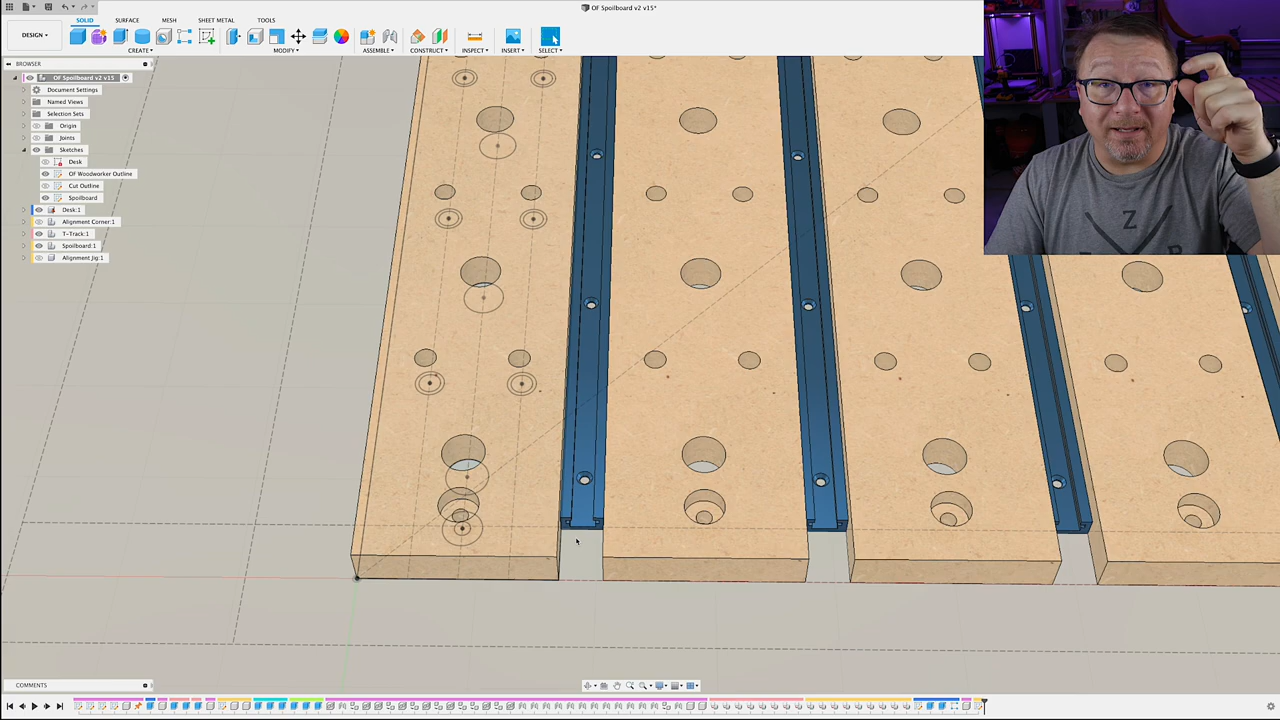 OF Spoilboard v2 v15*
SOLID
SURFACE
MESH
SHEET METAL
TOOLS
DESIGN
CREATE
MODIFY
ASSEMBLE
CONSTRUCT
INSPECT
INSERT
SELECT
BROWSER
OF Spoilboard v2 v15
Document Settings
Named Views
Selection Sets
Origin
Joints
Sketches
Desk
OF Woodworker Outline
Cut Outline
Spoilboard
Desk:1
Alignment Corner:1
T-Track:1
Spoilboard:1
Alignment Jig:1
COMMENTS